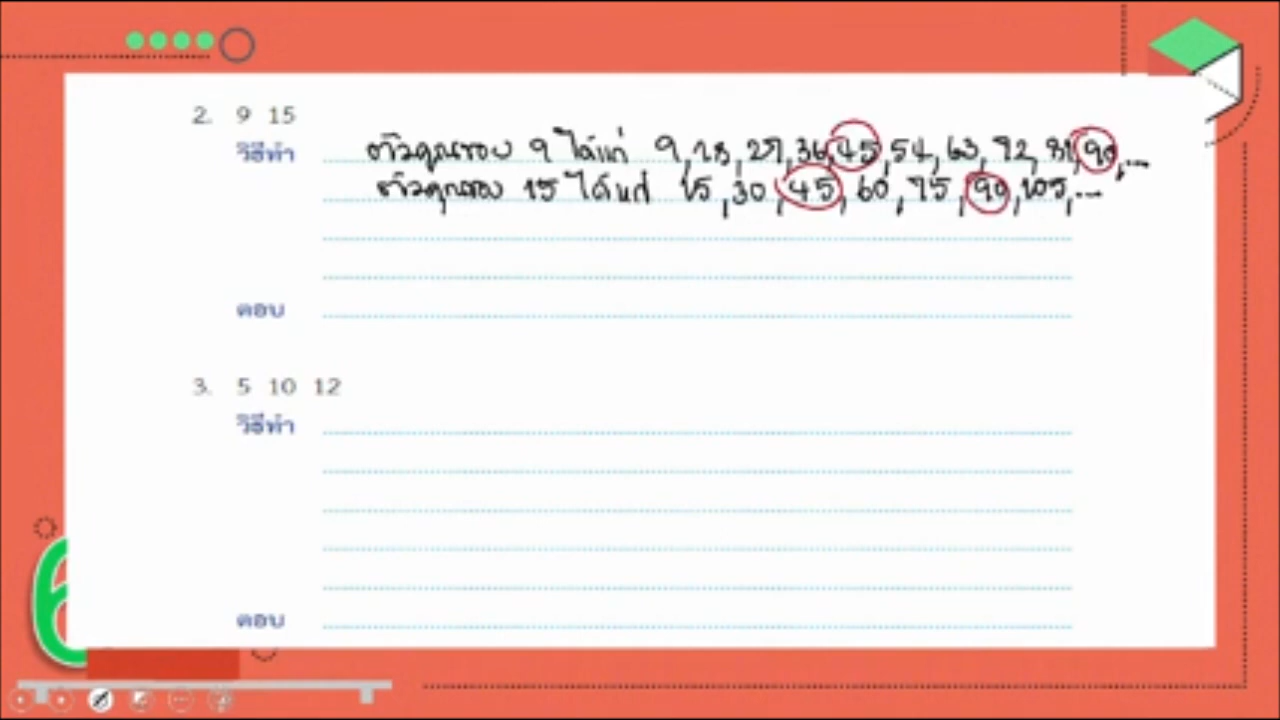 2. 9 15
วิธีทำ ตัวคูณของ 9 ได้แก่ 9, 18, 27, 36, 45, 54, 63, 72, 81, 90, ...
ตัวคูณของ 15 ได้แก่ 15, 30, 45, 60, 75, 90, 105, ...
ตอบ
3. 5 10 12
วิธีทำ
ตอบ
6